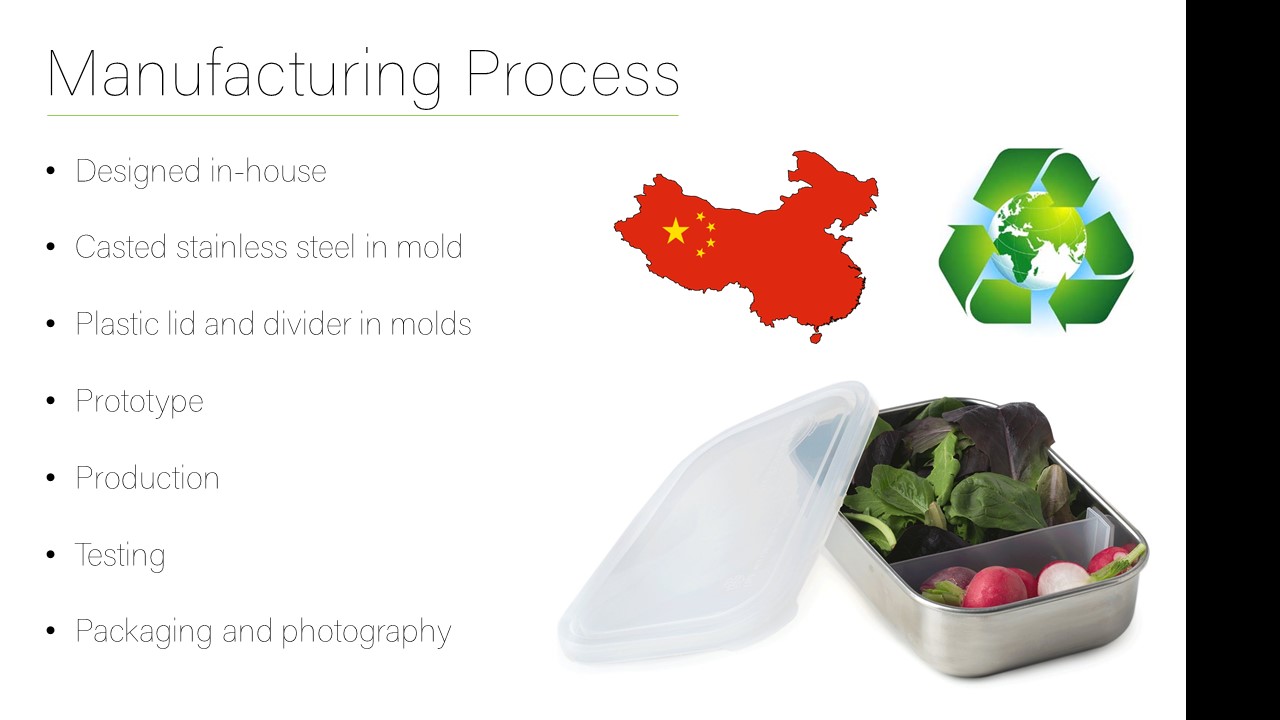 Manufacturing Process
• Designed in-house
• Casted stainless steel in mold
• Plastic lid and divider in molds
• Prototype
• Production
• Testing
• Packaging and photography